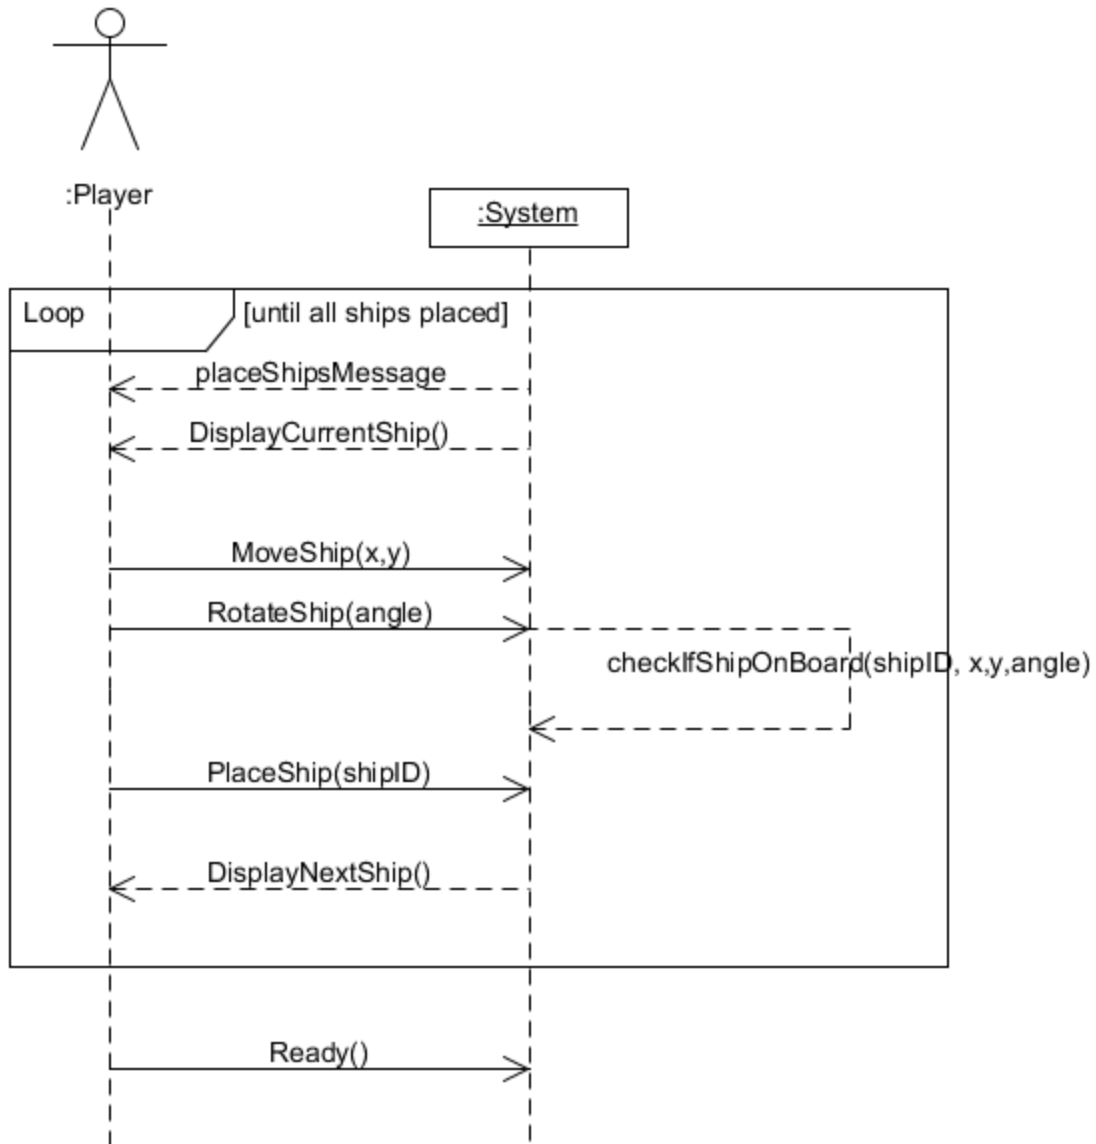 :Player
:System
Loop
[until all ships placed]
placeShipsMessage
DisplayCurrentShip()
MoveShip(x,y)
RotateShip(angle)
checkIfShipOnBoard(shipID, x,y,angle)
PlaceShip(shipID)
DisplayNextShip()
Ready()